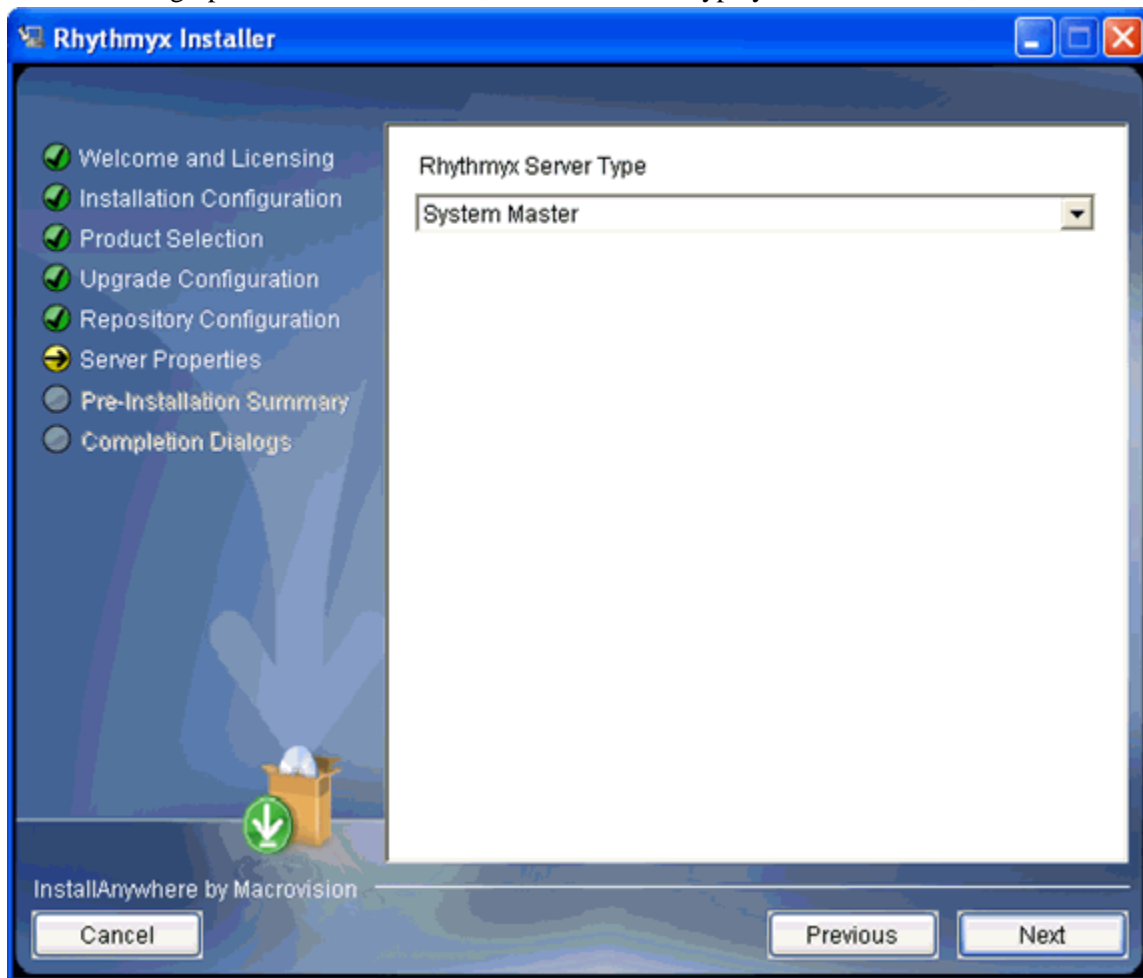 Rhythmyx Installer
Welcome and Licensing
Installation Configuration
Product Selection
Upgrade Configuration
Repository Configuration
Server Properties
Pre-Installation Summary
Completion Dialogs
Rhythmyx Server Type
System Master
InstallAnywhere by Macrovision
Cancel
Previous
Next